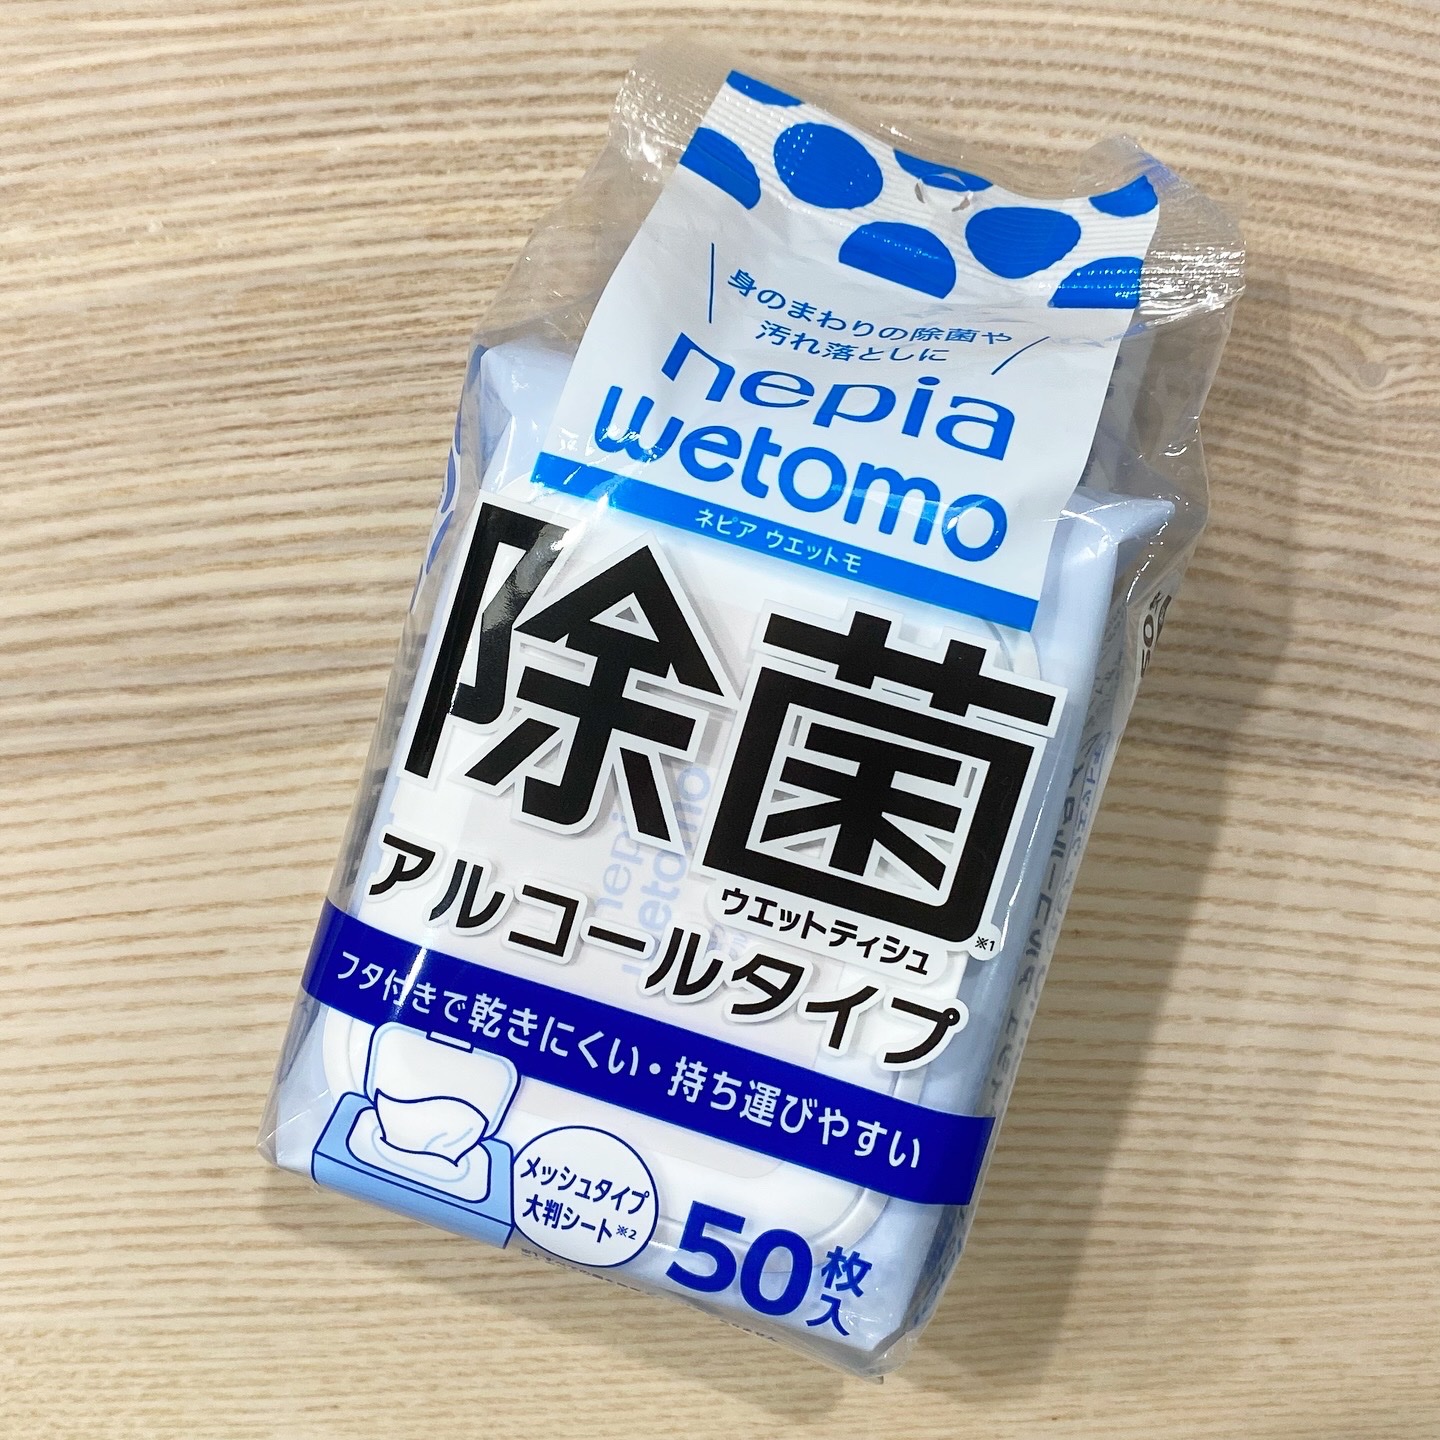 身のまわりの除菌や
汚れ落としに
nepia
wetomo
ネピア ウエットモ
除菌※1
ウエットティシュ
アルコールタイプ
フタ付きで乾きにくい・持ち運びやすい
メッシュタイプ
大判シート※2
50枚入
nepia
wetomo